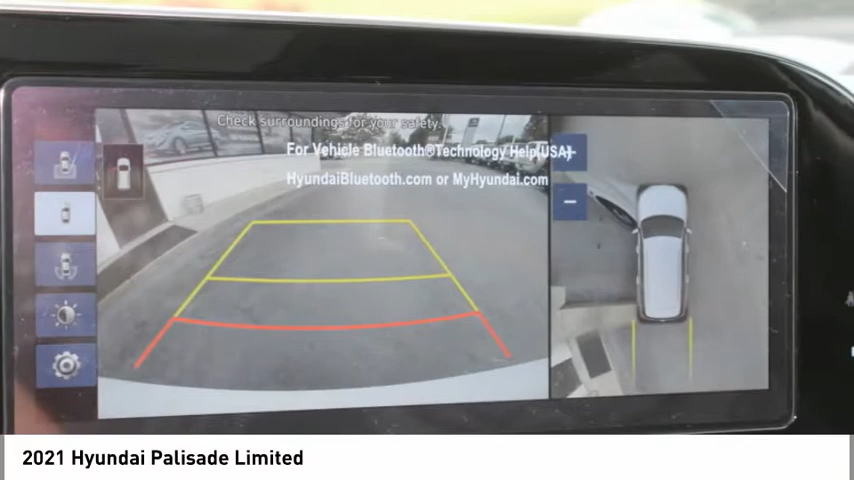 Check surroundings for your safety.
For Vehicle Bluetooth®Technology Help(USA)
HyundaiBluetooth.com or MyHyundai.com
2021 Hyundai Palisade Limited